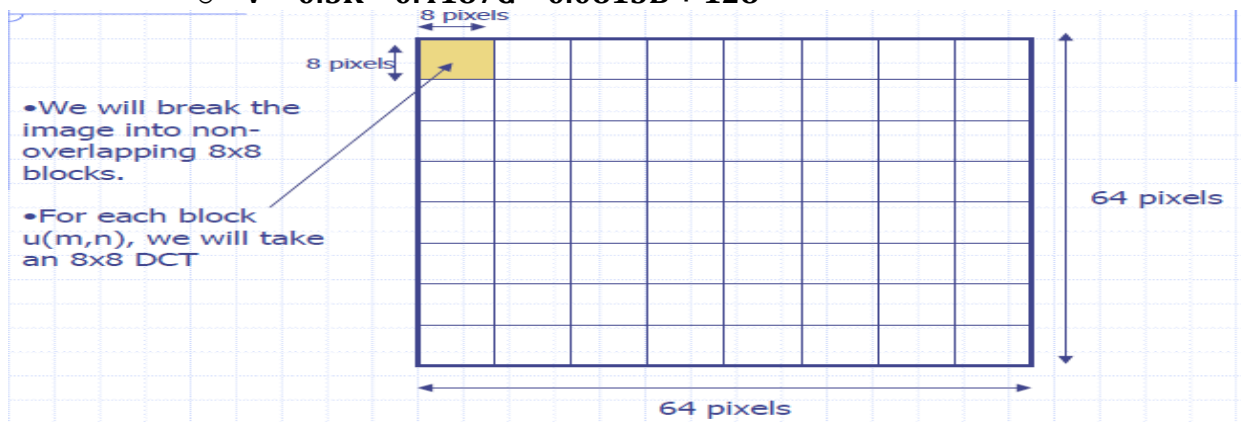 8 pixels
8 pixels
•We will break the
image into non-
overlapping 8x8
blocks.
•For each block
u(m,n), we will take
an 8x8 DCT
64 pixels
64 pixels